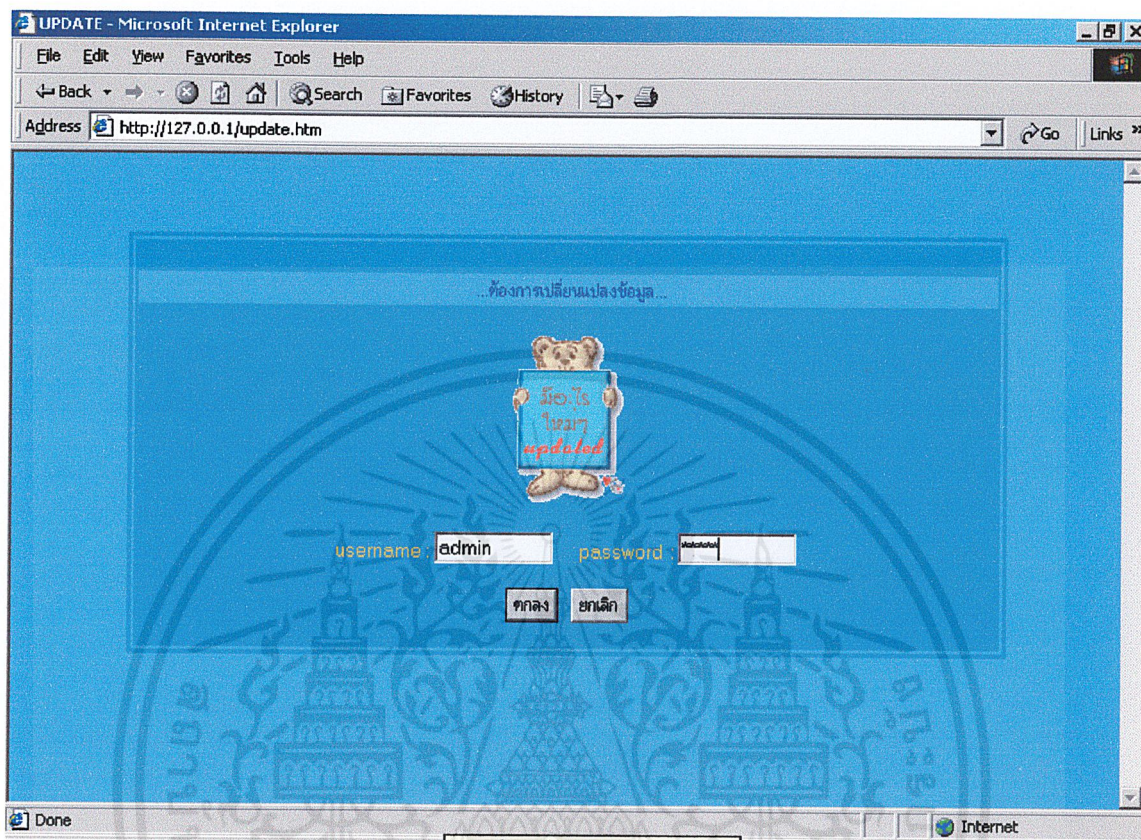 UPDATE - Microsoft Internet Explorer
File Edit View Favorites Tools Help
Back Search Favorites History
Address http://127.0.0.1/update.htm Go Links »
...ต้องการเปลี่ยนแปลงข้อมูล...
มีอะไร
ใหม่ๆ
updated
username : admin password : ******
ตกลง ยกเลิก
Done Internet